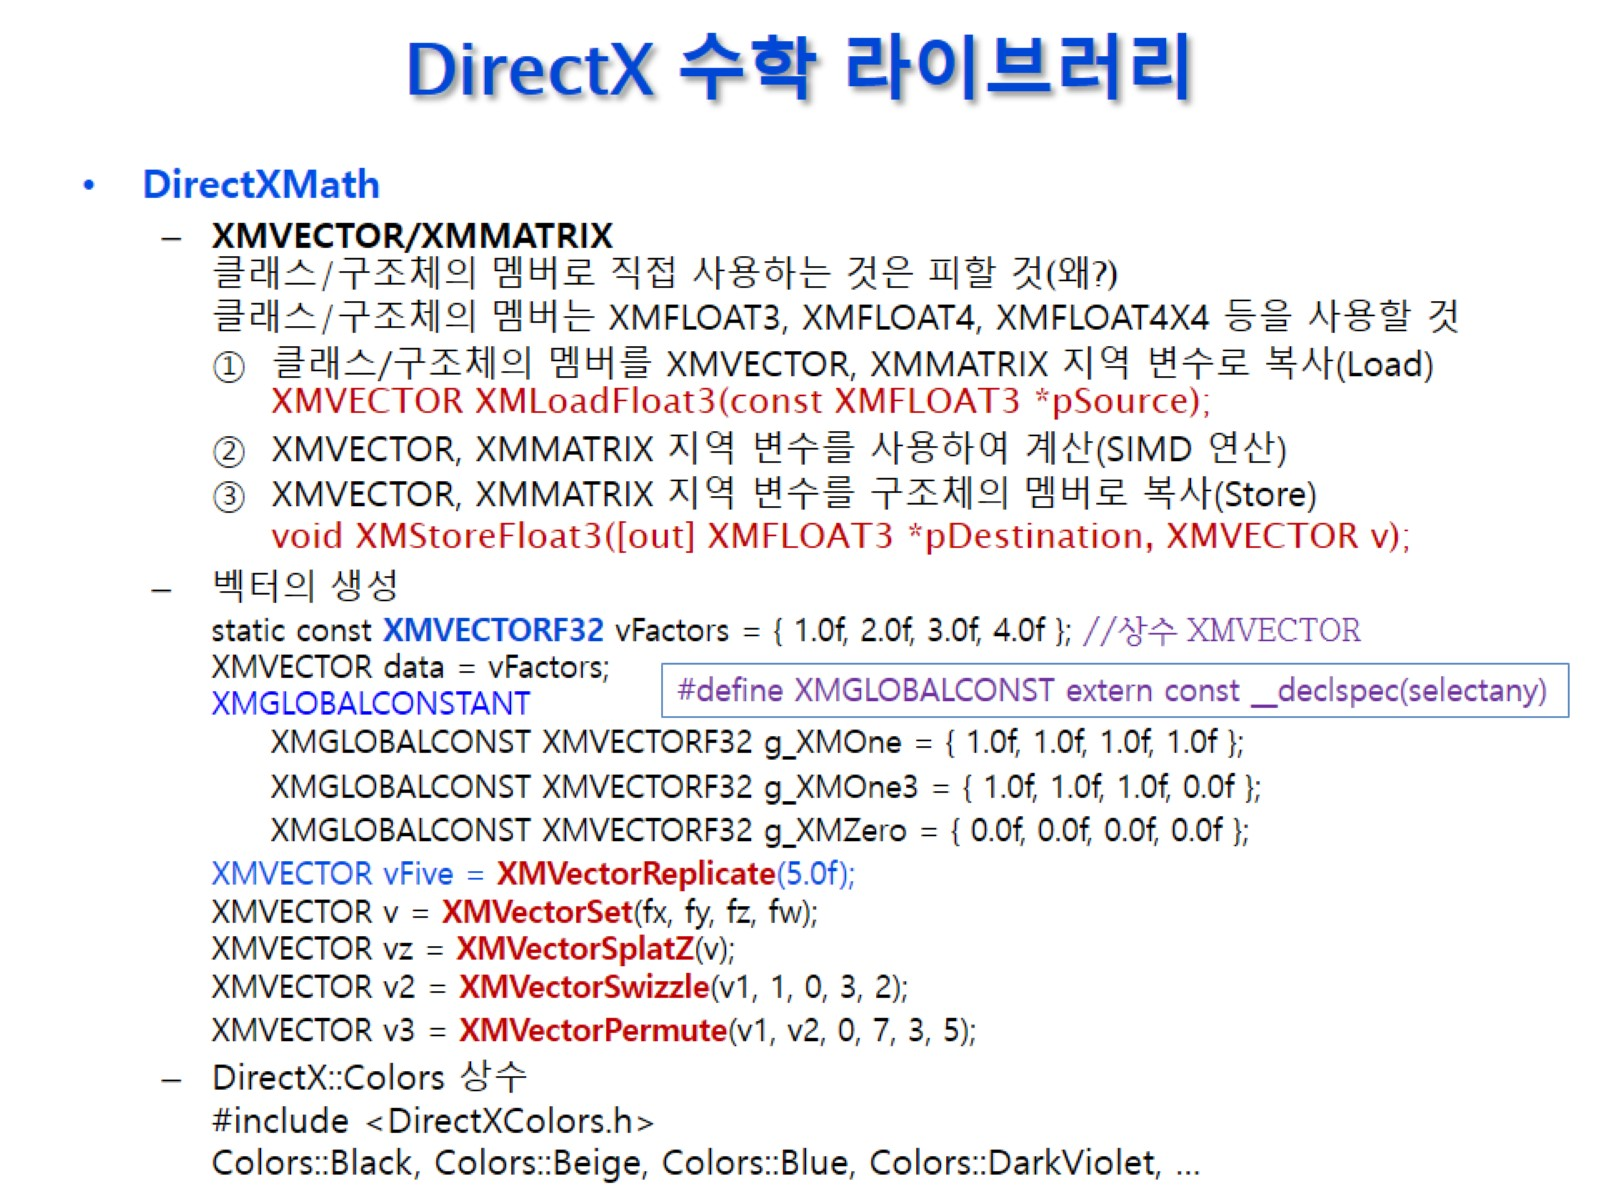 DirectX 수학 라이브러리
• DirectXMath
– XMVECTOR/XMMATRIX
클래스/구조체의 멤버로 직접 사용하는 것은 피할 것(왜?)
클래스/구조체의 멤버는 XMFLOAT3, XMFLOAT4, XMFLOAT4X4 등을 사용할 것
① 클래스/구조체의 멤버를 XMVECTOR, XMMATRIX 지역 변수로 복사(Load)
XMVECTOR XMLoadFloat3(const XMFLOAT3 *pSource);
② XMVECTOR, XMMATRIX 지역 변수를 사용하여 계산(SIMD 연산)
③ XMVECTOR, XMMATRIX 지역 변수를 구조체의 멤버로 복사(Store)
void XMStoreFloat3([out] XMFLOAT3 *pDestination, XMVECTOR v);
– 벡터의 생성
static const XMVECTORF32 vFactors = { 1.0f, 2.0f, 3.0f, 4.0f }; //상수 XMVECTOR
XMVECTOR data = vFactors;
#define XMGLOBALCONST extern const __declspec(selectany)
XMGLOBALCONSTANT
XMGLOBALCONST XMVECTORF32 g_XMOne = { 1.0f, 1.0f, 1.0f, 1.0f };
XMGLOBALCONST XMVECTORF32 g_XMOne3 = { 1.0f, 1.0f, 1.0f, 0.0f };
XMGLOBALCONST XMVECTORF32 g_XMZero = { 0.0f, 0.0f, 0.0f, 0.0f };
XMVECTOR vFive = XMVectorReplicate(5.0f);
XMVECTOR v = XMVectorSet(fx, fy, fz, fw);
XMVECTOR vz = XMVectorSplatZ(v);
XMVECTOR v2 = XMVectorSwizzle(v1, 1, 0, 3, 2);
XMVECTOR v3 = XMVectorPermute(v1, v2, 0, 7, 3, 5);
– DirectX::Colors 상수
#include <DirectXColors.h>
Colors::Black, Colors::Beige, Colors::Blue, Colors::DarkViolet, ...